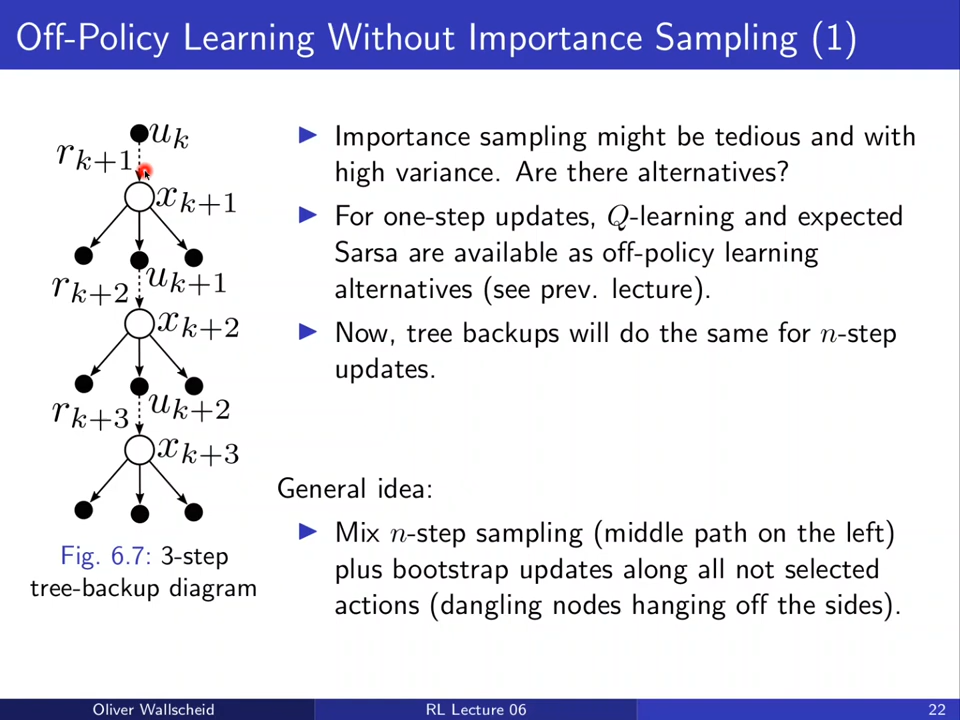 Off-Policy Learning Without Importance Sampling (1)
u_k
r_{k+1}
x_{k+1}
r_{k+2}
u_{k+1}
x_{k+2}
r_{k+3}
u_{k+2}
x_{k+3}
Fig. 6.7: 3-step
tree-backup diagram
▶ Importance sampling might be tedious and with
high variance. Are there alternatives?
▶ For one-step updates, Q-learning and expected
Sarsa are available as off-policy learning
alternatives (see prev. lecture).
▶ Now, tree backups will do the same for n-step
updates.
General idea:
▶ Mix n-step sampling (middle path on the left)
plus bootstrap updates along all not selected
actions (dangling nodes hanging off the sides).
Oliver Wallscheid
RL Lecture 06
22